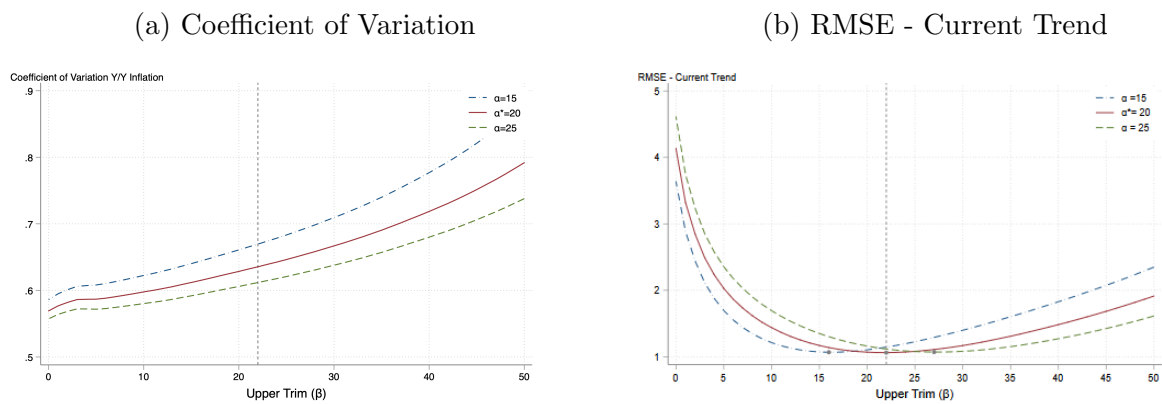 (a) Coefficient of Variation
Coefficient of Variation Y/Y Inflation
.9
.8
.7
.6
.5
0 10 20 30 40 50
Upper Trim (β)
α=15
α*=20
α=25
(b) RMSE - Current Trend
RMSE - Current Trend
5
4
3
2
1
0 5 10 15 20 25 30 35 40 45 50
Upper Trim (β)
α =15
α*= 20
α = 25